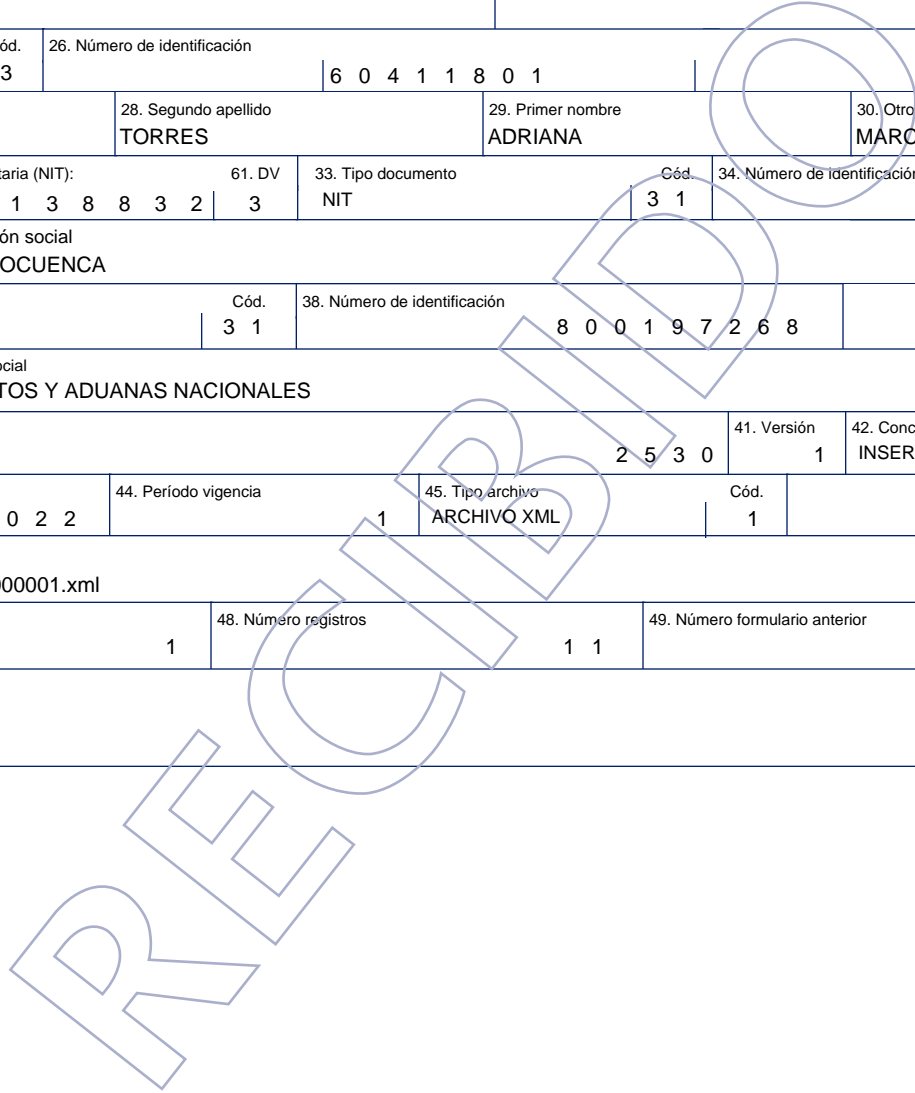 ód. 26. Número de identificación
3 6 0 4 1 1 8 0 1
28. Segundo apellido 29. Primer nombre 30. Otro
TORRES ADRIANA MARC
taria (NIT): 61. DV 33. Tipo documento Cód. 34. Número de identificación
1 3 8 8 3 2 3 NIT 3 1
ón social
OCUENCA
Cód. 38. Número de identificación
3 1 8 0 0 1 9 7 2 6 8
ocial
TOS Y ADUANAS NACIONALES
41. Versión 42. Conc
2 5 3 0 1 INSER
44. Período vigencia 45. Tipo archivo Cód.
0 2 2 1 ARCHIVO XML 1
000001.xml
48. Número registros 49. Número formulario anterior
1 1 1
RECIBIDO